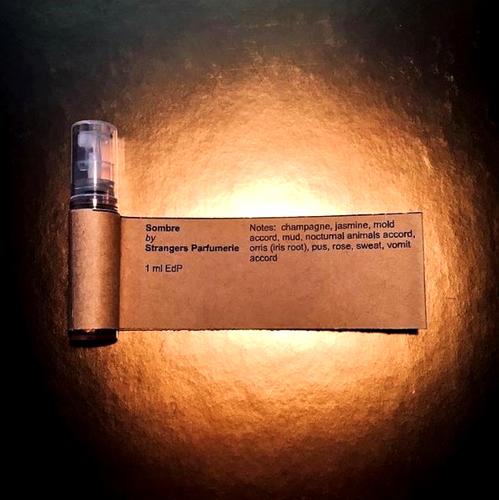 Sombre
by
Strangers Parfumerie
1 ml EdP
Notes: champagne, jasmine, mold
accord, mud, nocturnal animals accord,
orris (iris root), pus, rose, sweat, vomit
accord